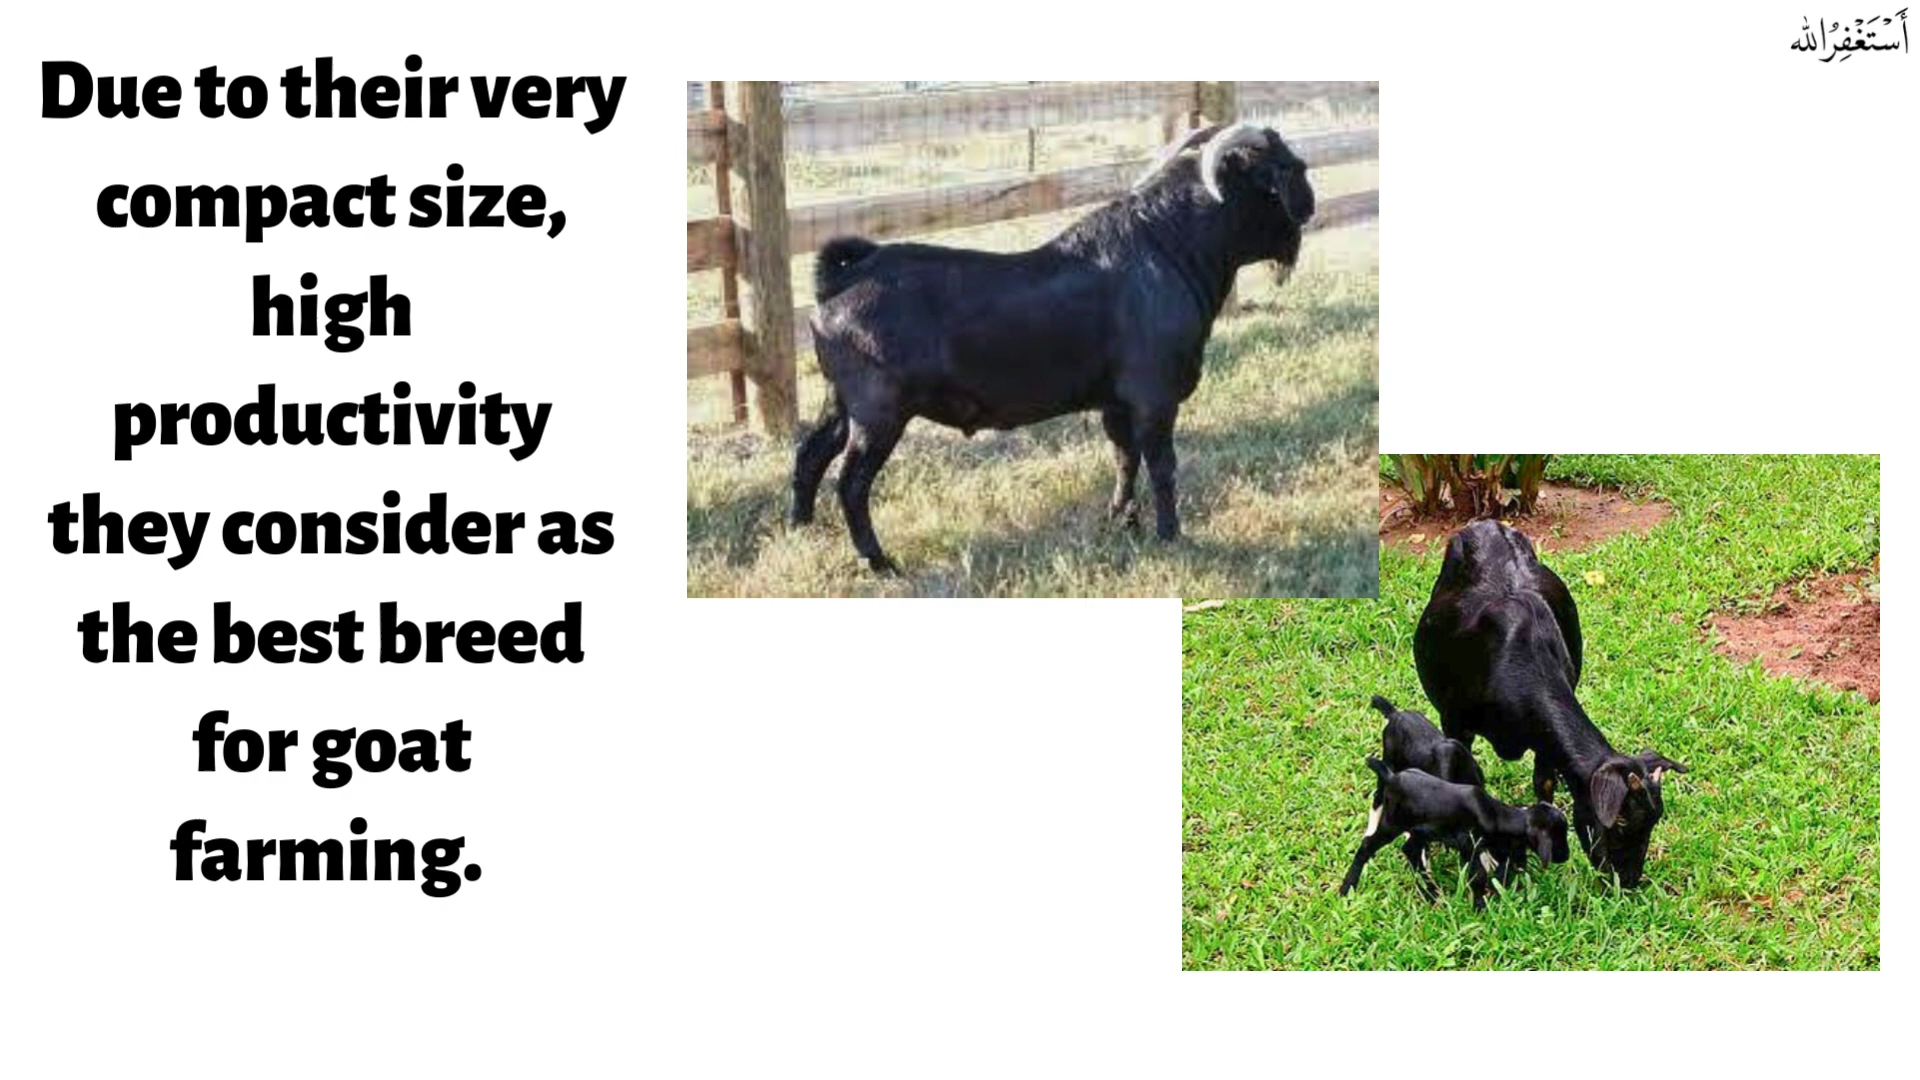 أَسْتَغْفِرُالله
Due to their very
compact size,
high
productivity
they consider as
the best breed
for goat
farming.